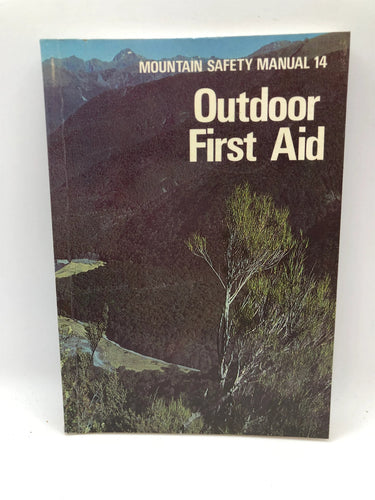 MOUNTAIN SAFETY MANUAL 14
Outdoor
First Aid